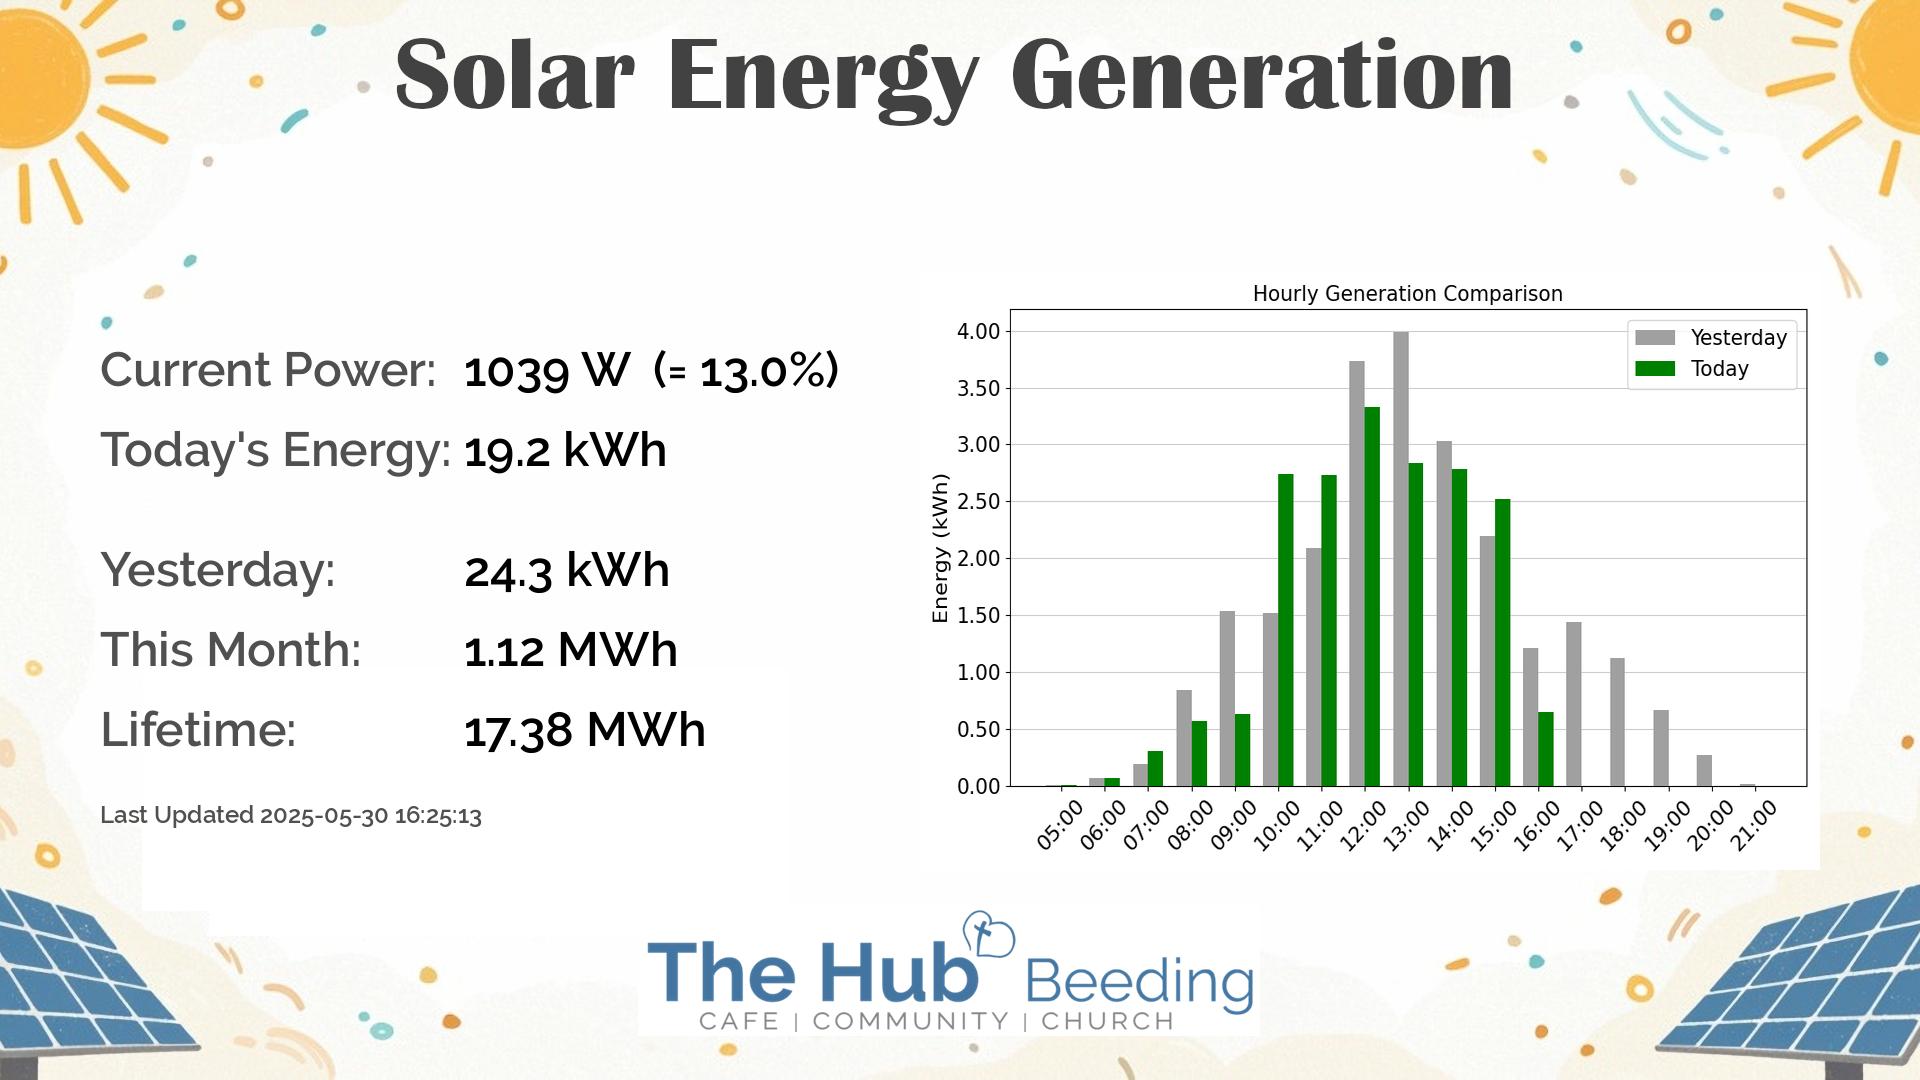 Solar Energy Generation
Current Power: 1039 W (= 13.0%)
Today's Energy: 19.2 kWh
Yesterday: 24.3 kWh
This Month: 1.12 MWh
Lifetime: 17.38 MWh
Last Updated 2025-05-30 16:25:13
Hourly Generation Comparison
Yesterday
Today
Energy (kWh)
4.00
3.50
3.00
2.50
2.00
1.50
1.00
0.50
0.00
05:00 06:00 07:00 08:00 09:00 10:00 11:00 12:00 13:00 14:00 15:00 16:00 17:00 18:00 19:00 20:00 21:00
The Hub Beeding
CAFE | COMMUNITY | CHURCH